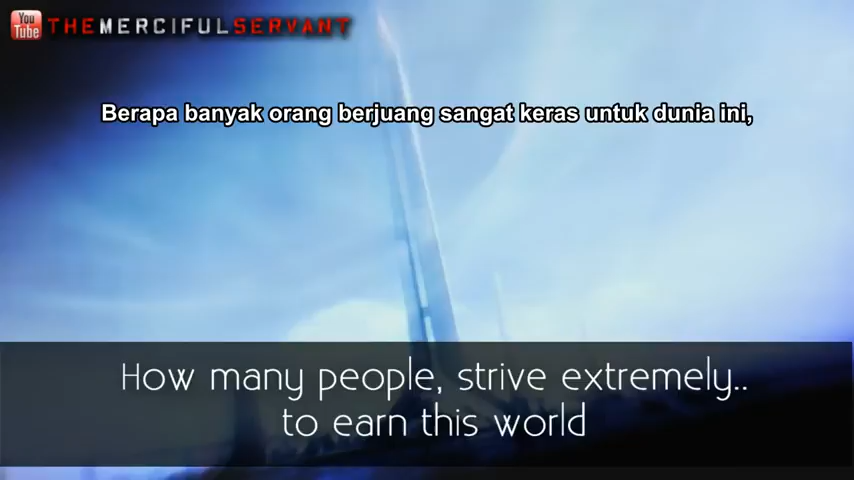 You Tube THEMERCIFULSERVANT
Berapa banyak orang berjuang sangat keras untuk dunia ini,
How many people, strive extremely..
to earn this world